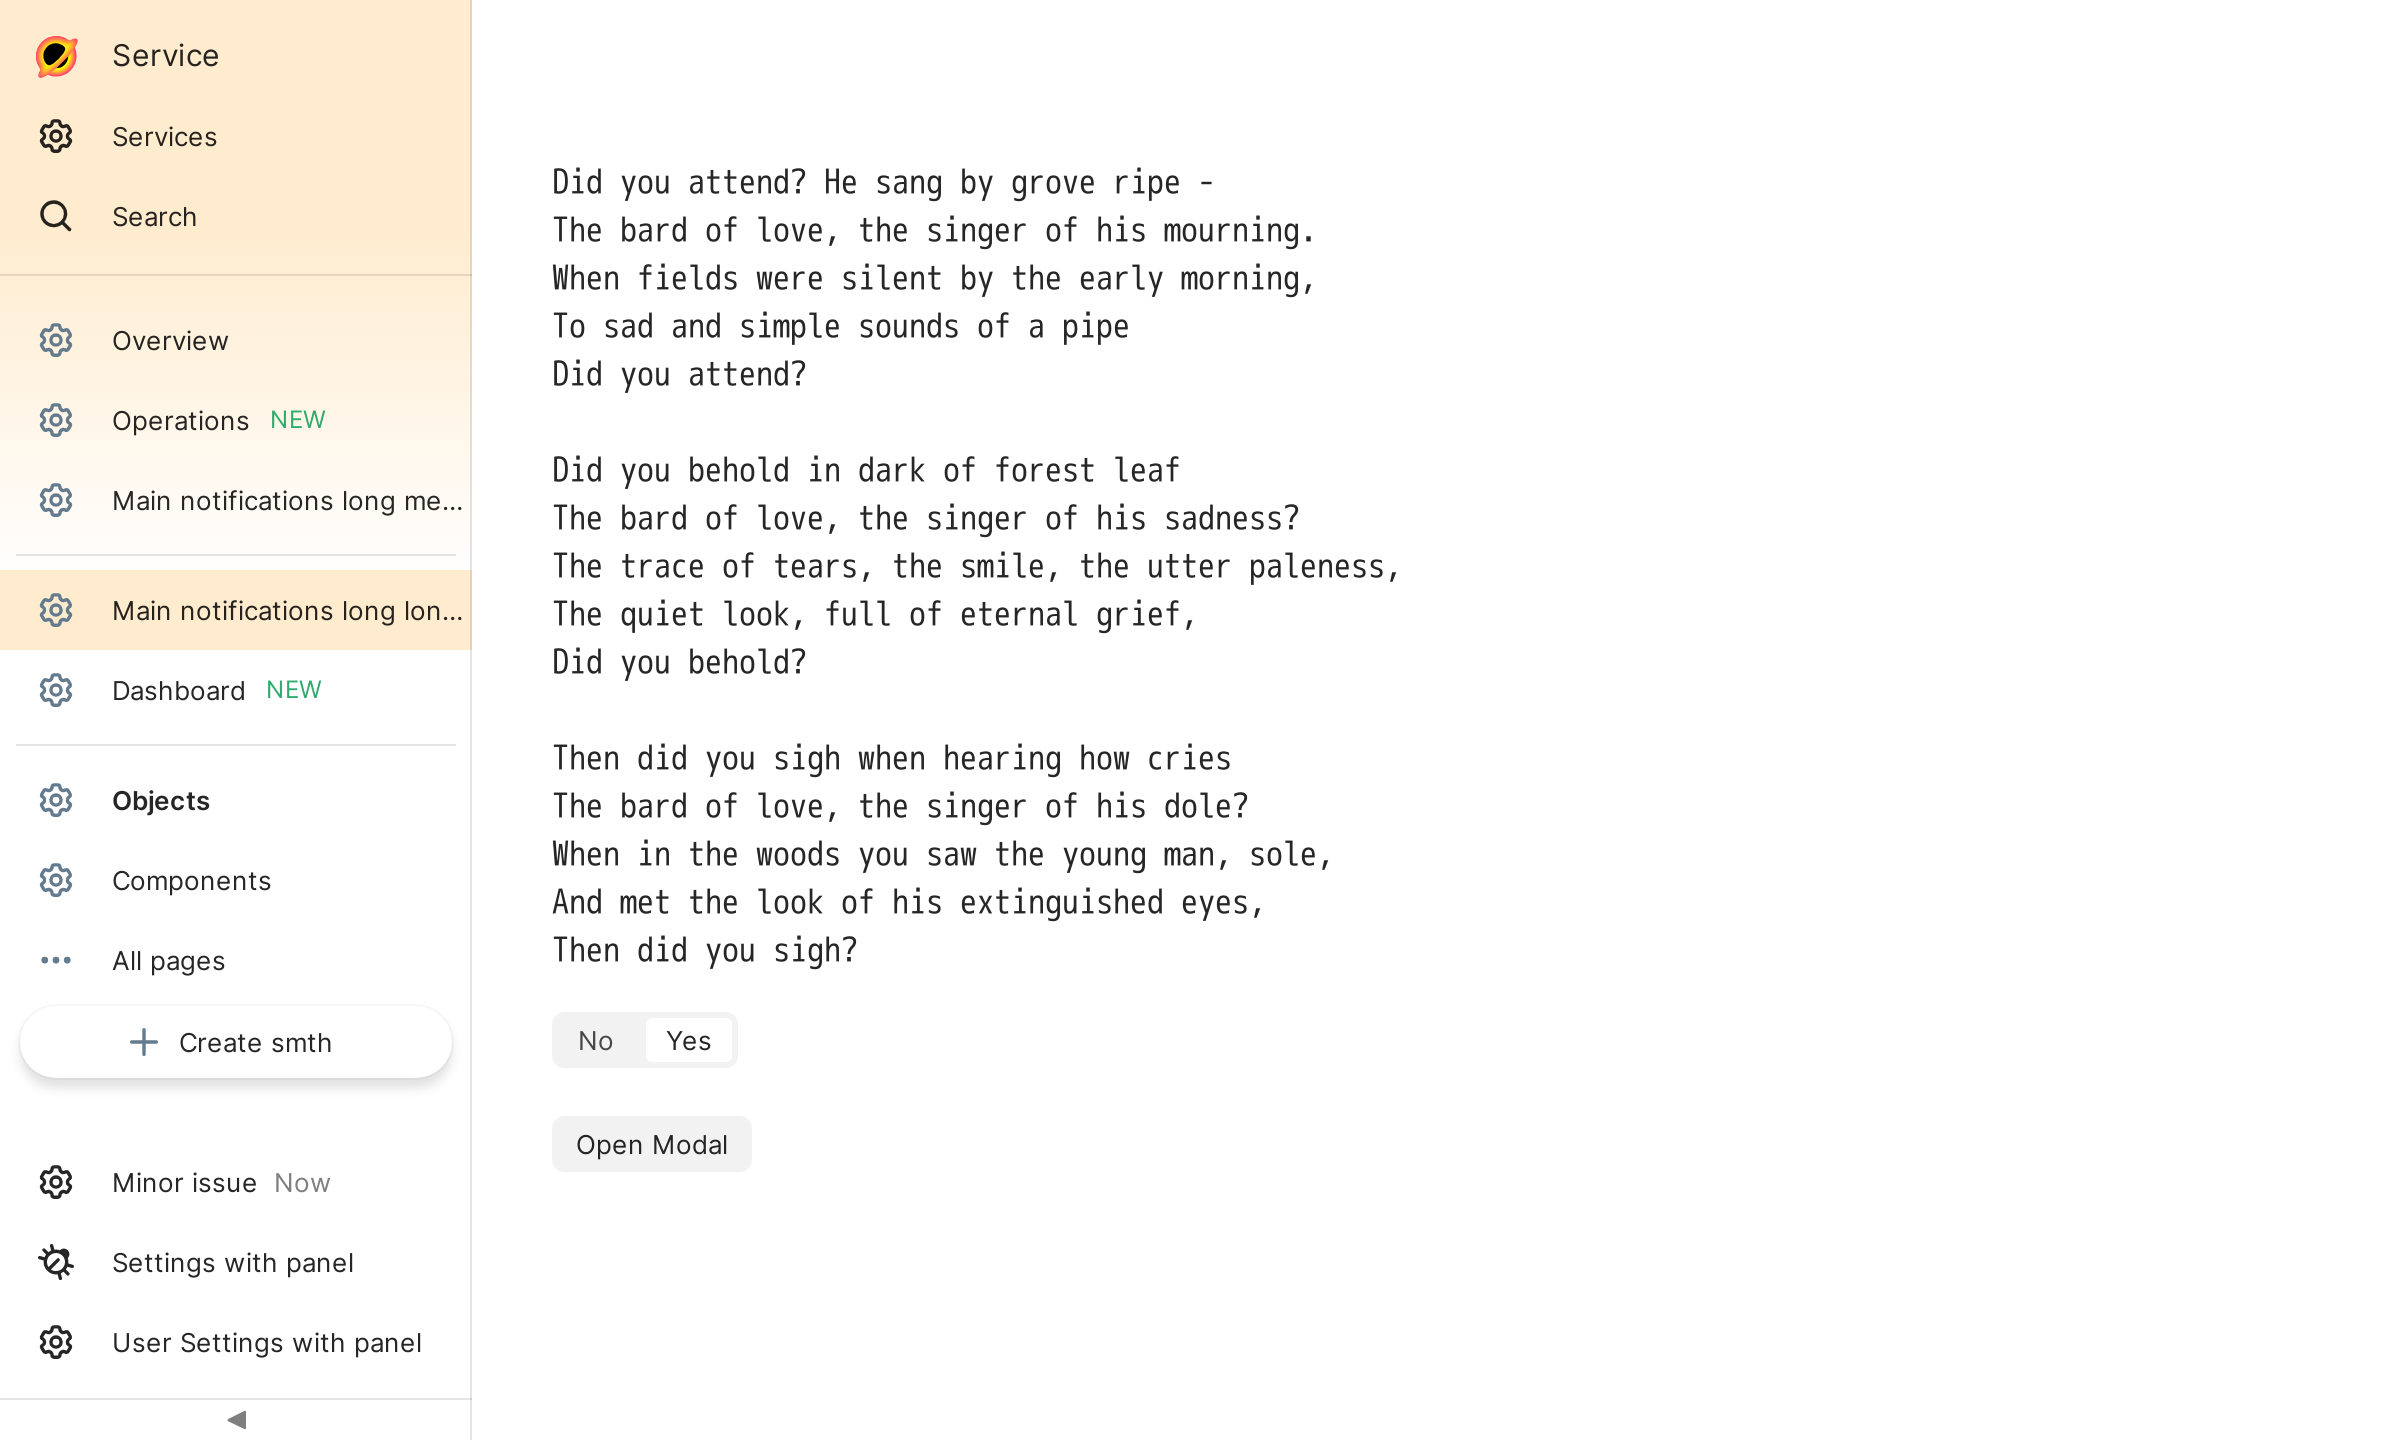 Service
Services
Search
Overview
Operations NEW
Main notifications long me...
Main notifications long lon...
Dashboard NEW
Objects
Components
All pages
Create smth
Minor issue Now
Settings with panel
User Settings with panel
Did you attend? He sang by grove ripe -
The bard of love, the singer of his mourning.
When fields were silent by the early morning,
To sad and simple sounds of a pipe
Did you attend?
Did you behold in dark of forest leaf
The bard of love, the singer of his sadness?
The trace of tears, the smile, the utter paleness,
The quiet look, full of eternal grief,
Did you behold?
Then did you sigh when hearing how cries
The bard of love, the singer of his dole?
When in the woods you saw the young man, sole,
And met the look of his extinguished eyes,
Then did you sigh?
No Yes
Open Modal